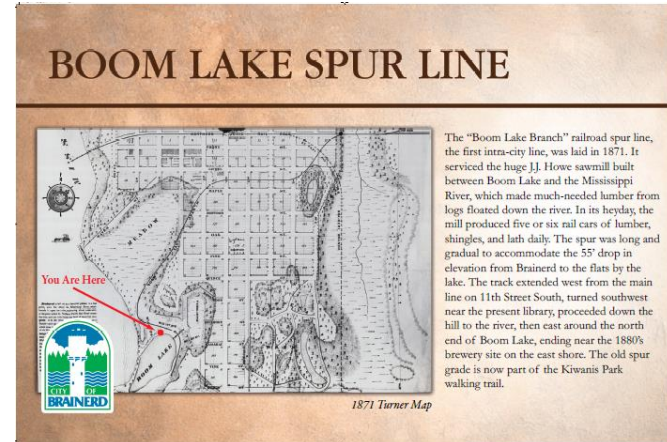 BOOM LAKE SPUR LINE
The “Boom Lake Branch” railroad spur line,
the first intra-city line, was laid in 1871. It
serviced the huge J.J. Howe sawmill built
between Boom Lake and the Mississippi
River, which made much-needed lumber from
logs floated down the river. In its heyday, the
mill produced five or six rail cars of lumber,
shingles, and lath daily. The spur was long and
gradual to accommodate the 55’ drop in
elevation from Brainerd to the flats by the
lake. The track extended west from the main
line on 11th Street South, turned southwest
near the present library, proceeded down the
hill to the river, then east around the north
end of Boom Lake, ending near the 1880’s
brewery site on the east shore. The old spur
grade is now part of the Kiwanis Park
walking trail.
MEADOW
You Are Here
BOOM LAKE
CITY OF
BRAINERD
1871 Turner Map